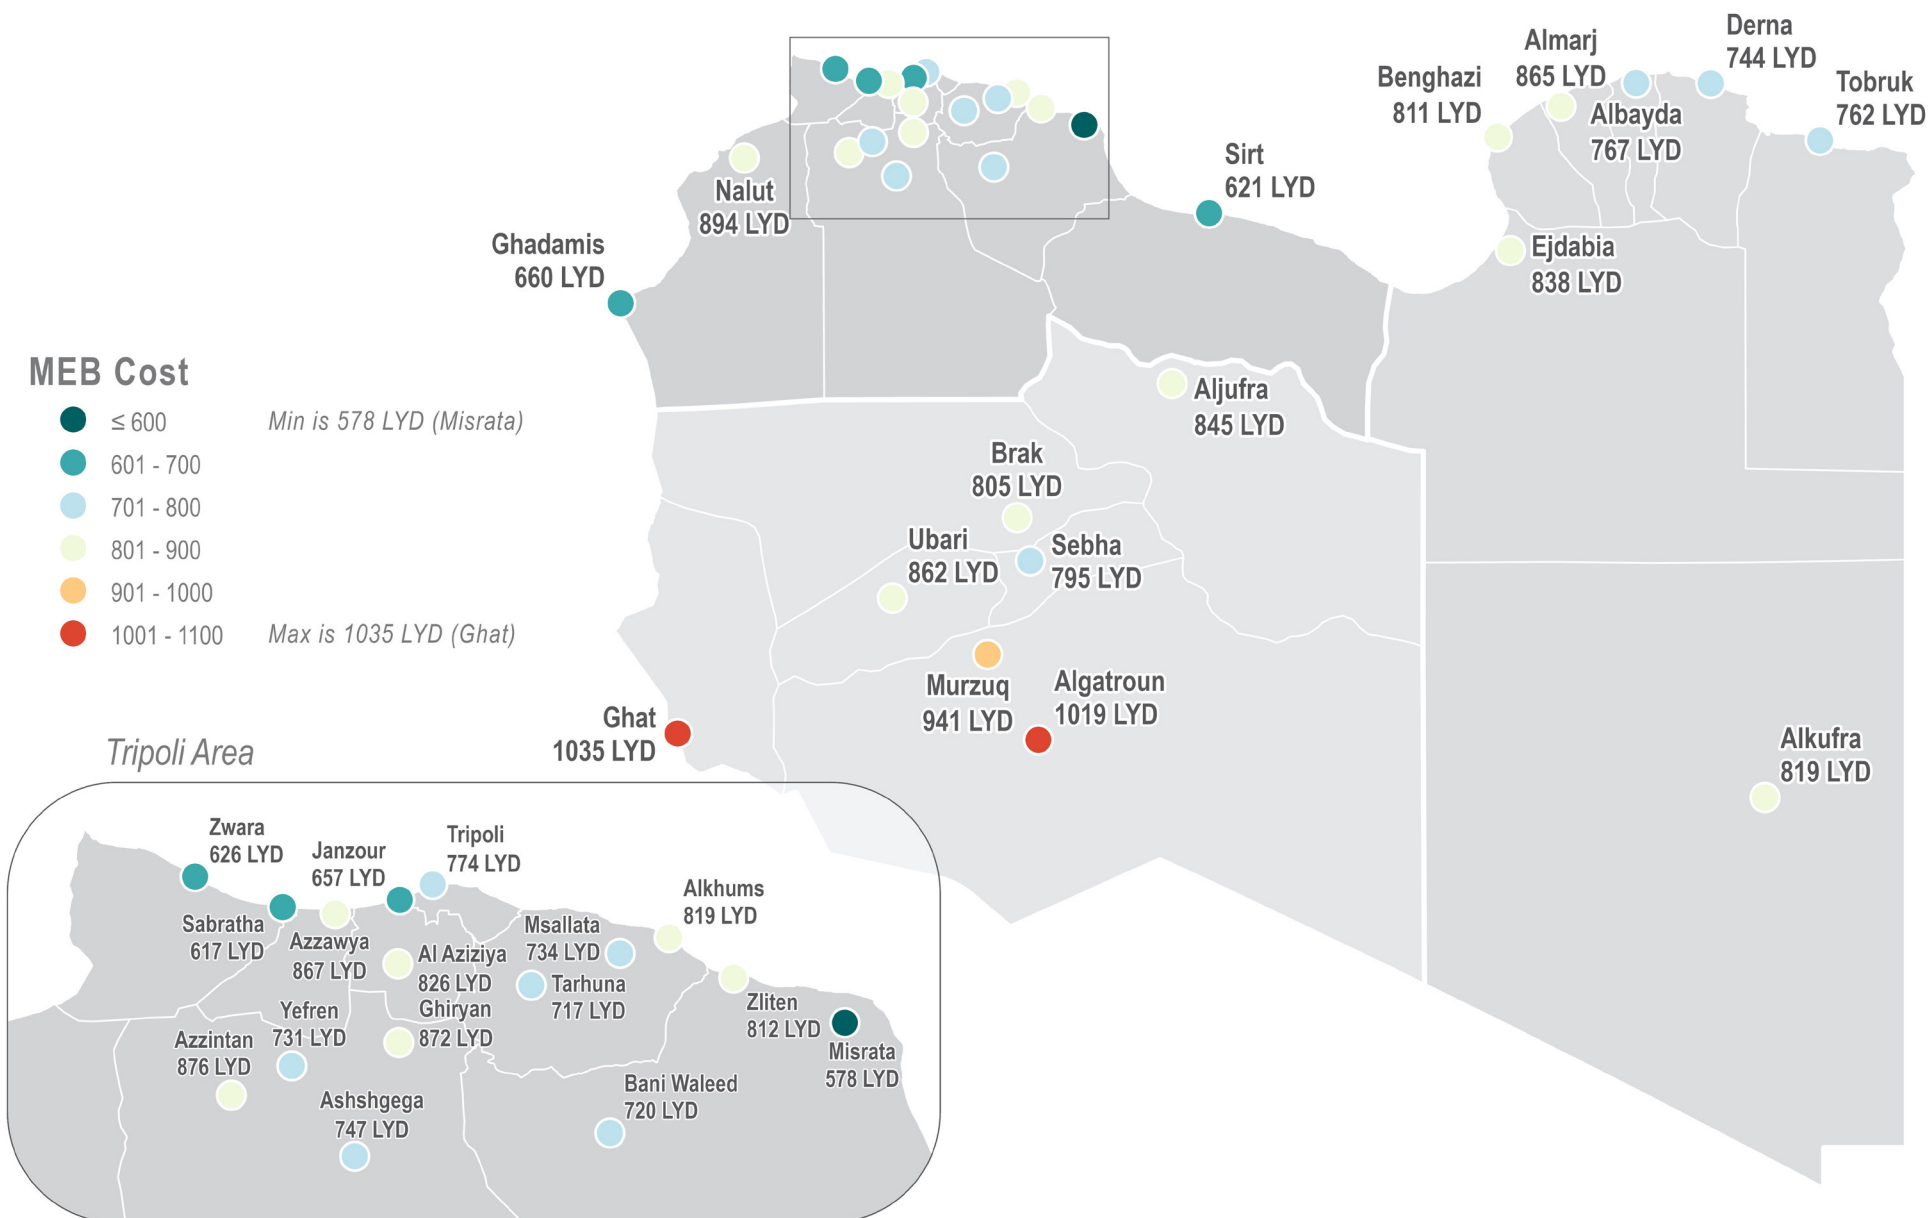 Derna
744 LYD
Almarj
865 LYD
Benghazi
811 LYD
Tobruk
762 LYD
Albayda
767 LYD
Sirt
621 LYD
Nalut
894 LYD
Ghadamis
660 LYD
Ejdabia
838 LYD
MEB Cost
≤ 600
Min is 578 LYD (Misrata)
601 - 700
701 - 800
801 - 900
901 - 1000
1001 - 1100
Max is 1035 LYD (Ghat)
Aljufra
845 LYD
Brak
805 LYD
Ubari
862 LYD
Sebha
795 LYD
Murzuq
941 LYD
Algatroun
1019 LYD
Ghat
1035 LYD
Alkufra
819 LYD
Tripoli Area
Zwara
626 LYD
Janzour
657 LYD
Tripoli
774 LYD
Alkhums
819 LYD
Sabratha
617 LYD
Azzawya
867 LYD
Al Aziziya
826 LYD
Msallata
734 LYD
Tarhuna
717 LYD
Yefren
731 LYD
Ghiryan
872 LYD
Zliten
812 LYD
Azzintan
876 LYD
Misrata
578 LYD
Ashshgega
747 LYD
Bani Waleed
720 LYD